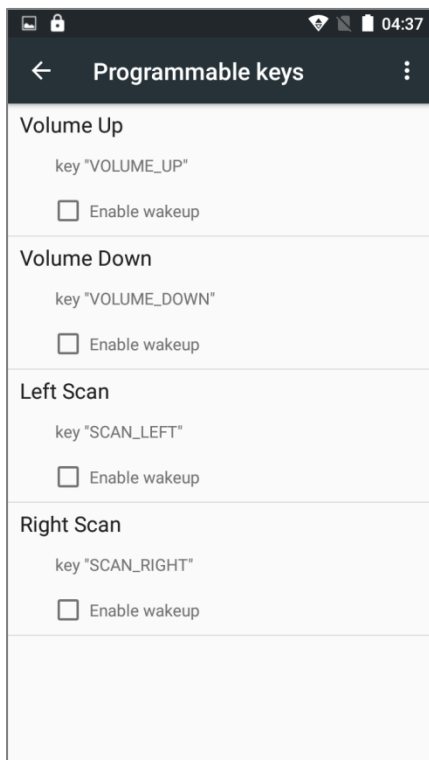 04:37
Programmable keys
Volume Up
key "VOLUME_UP"
Enable wakeup
Volume Down
key "VOLUME_DOWN"
Enable wakeup
Left Scan
key "SCAN_LEFT"
Enable wakeup
Right Scan
key "SCAN_RIGHT"
Enable wakeup